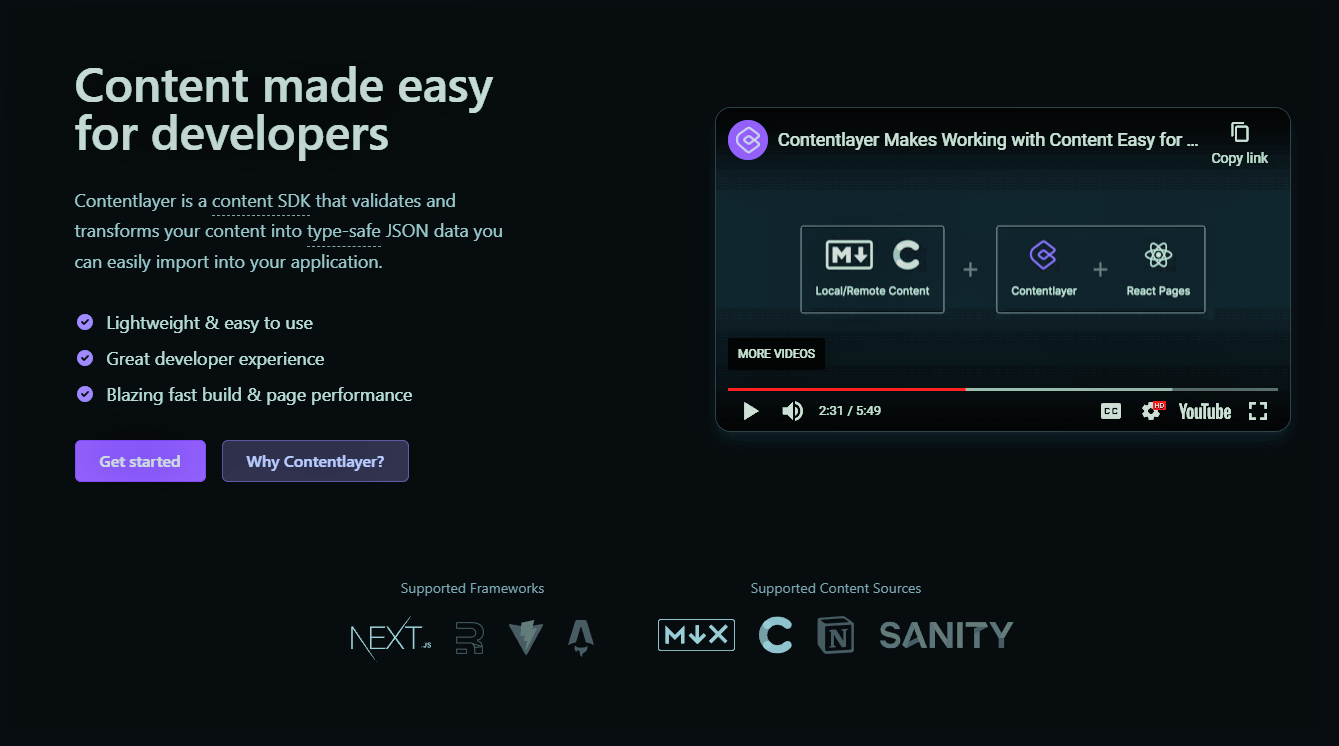 Content made easy
for developers
Contentlayer is a content SDK that validates and
transforms your content into type-safe JSON data you
can easily import into your application.
Lightweight & easy to use
Great developer experience
Blazing fast build & page performance
Get started
Why Contentlayer?
Contentlayer Makes Working with Content Easy for ...
Copy link
M
Local/Remote Content
+
Contentlayer
+
React Pages
MORE VIDEOS
2:31 / 5:49
CC
HD
YouTube
Supported Frameworks
NEXT.JS
Supported Content Sources
M↓X
N
SANITY